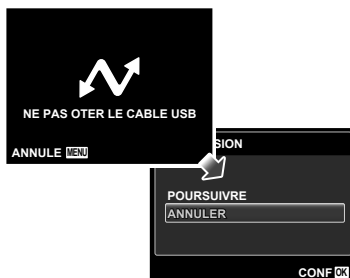 NE PAS OTER LE CABLE USB
ANNULE MENU
SION
POURSUIVRE
ANNULER
CONF OK